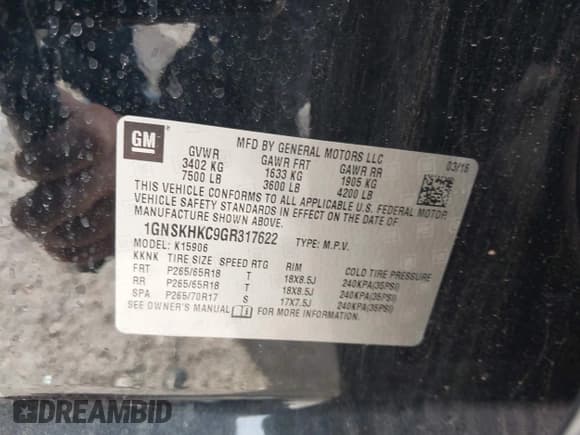 GM
MFD BY GENERAL MOTORS LLC
03/16
GVWR GAWR FRT GAWR RR
3402 KG 1633 KG 1905 KG
7500 LB 3600 LB 4200 LB
THIS VEHICLE CONFORMS TO ALL APPLICABLE U.S. FEDERAL MOTOR
VEHICLE SAFETY STANDARDS IN EFFECT ON THE DATE OF
MANUFACTURE SHOWN ABOVE.
1GNSKHKC9GR317622 TYPE: M.P.V.
MODEL: K15906
KKNK TIRE SIZE SPEED RTG RIM COLD TIRE PRESSURE
FRT P265/65R18 T 18X8.5J 240KPA(35PSI)
RR P265/65R18 T 18X8.5J 240KPA(35PSI)
SPA P265/70R17 S 17X7.5J 240KPA(35PSI)
SEE OWNER'S MANUAL FOR MORE INFORMATION
DREAMBID